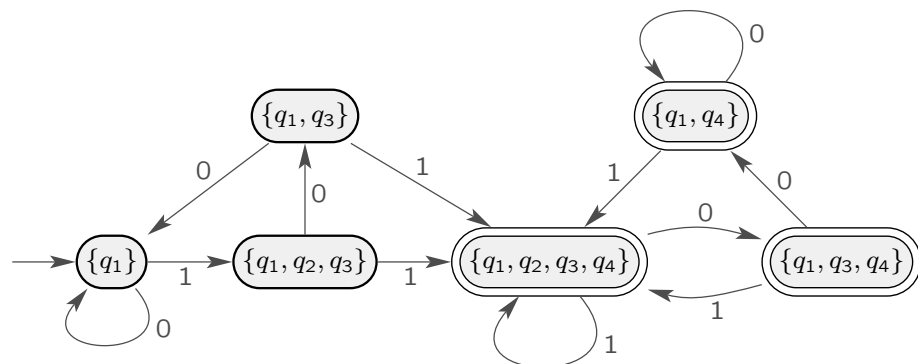 0
{q₁, q₃}
{q₁, q₄}
0
1
1
0
0
0
{q₁}
1
{q₁, q₂, q₃}
1
{q₁, q₂, q₃, q₄}
{q₁, q₃, q₄}
1
0
1